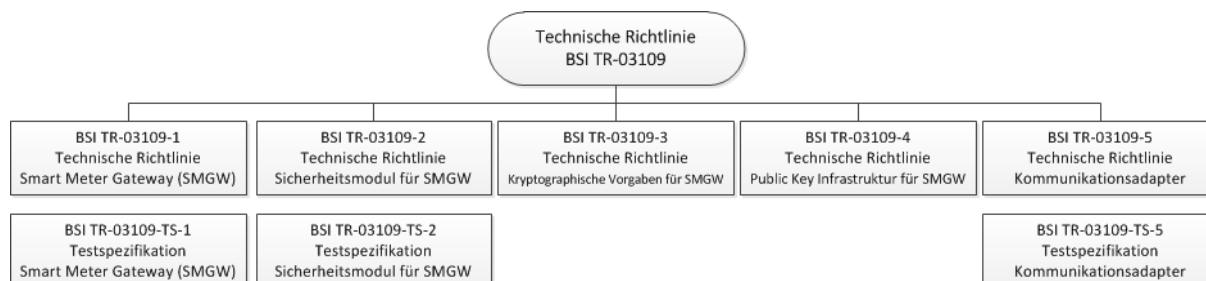 Technische Richtlinie
BSI TR-03109
BSI TR-03109-1
Technische Richtlinie
Smart Meter Gateway (SMGW)
BSI TR-03109-2
Technische Richtlinie
Sicherheitsmodul für SMGW
BSI TR-03109-3
Technische Richtlinie
Kryptographische Vorgaben für SMGW
BSI TR-03109-4
Technische Richtlinie
Public Key Infrastruktur für SMGW
BSI TR-03109-5
Technische Richtlinie
Kommunikationsadapter
BSI TR-03109-TS-1
Testspezifikation
Smart Meter Gateway (SMGW)
BSI TR-03109-TS-2
Testspezifikation
Sicherheitsmodul für SMGW
BSI TR-03109-TS-5
Testspezifikation
Kommunikationsadapter